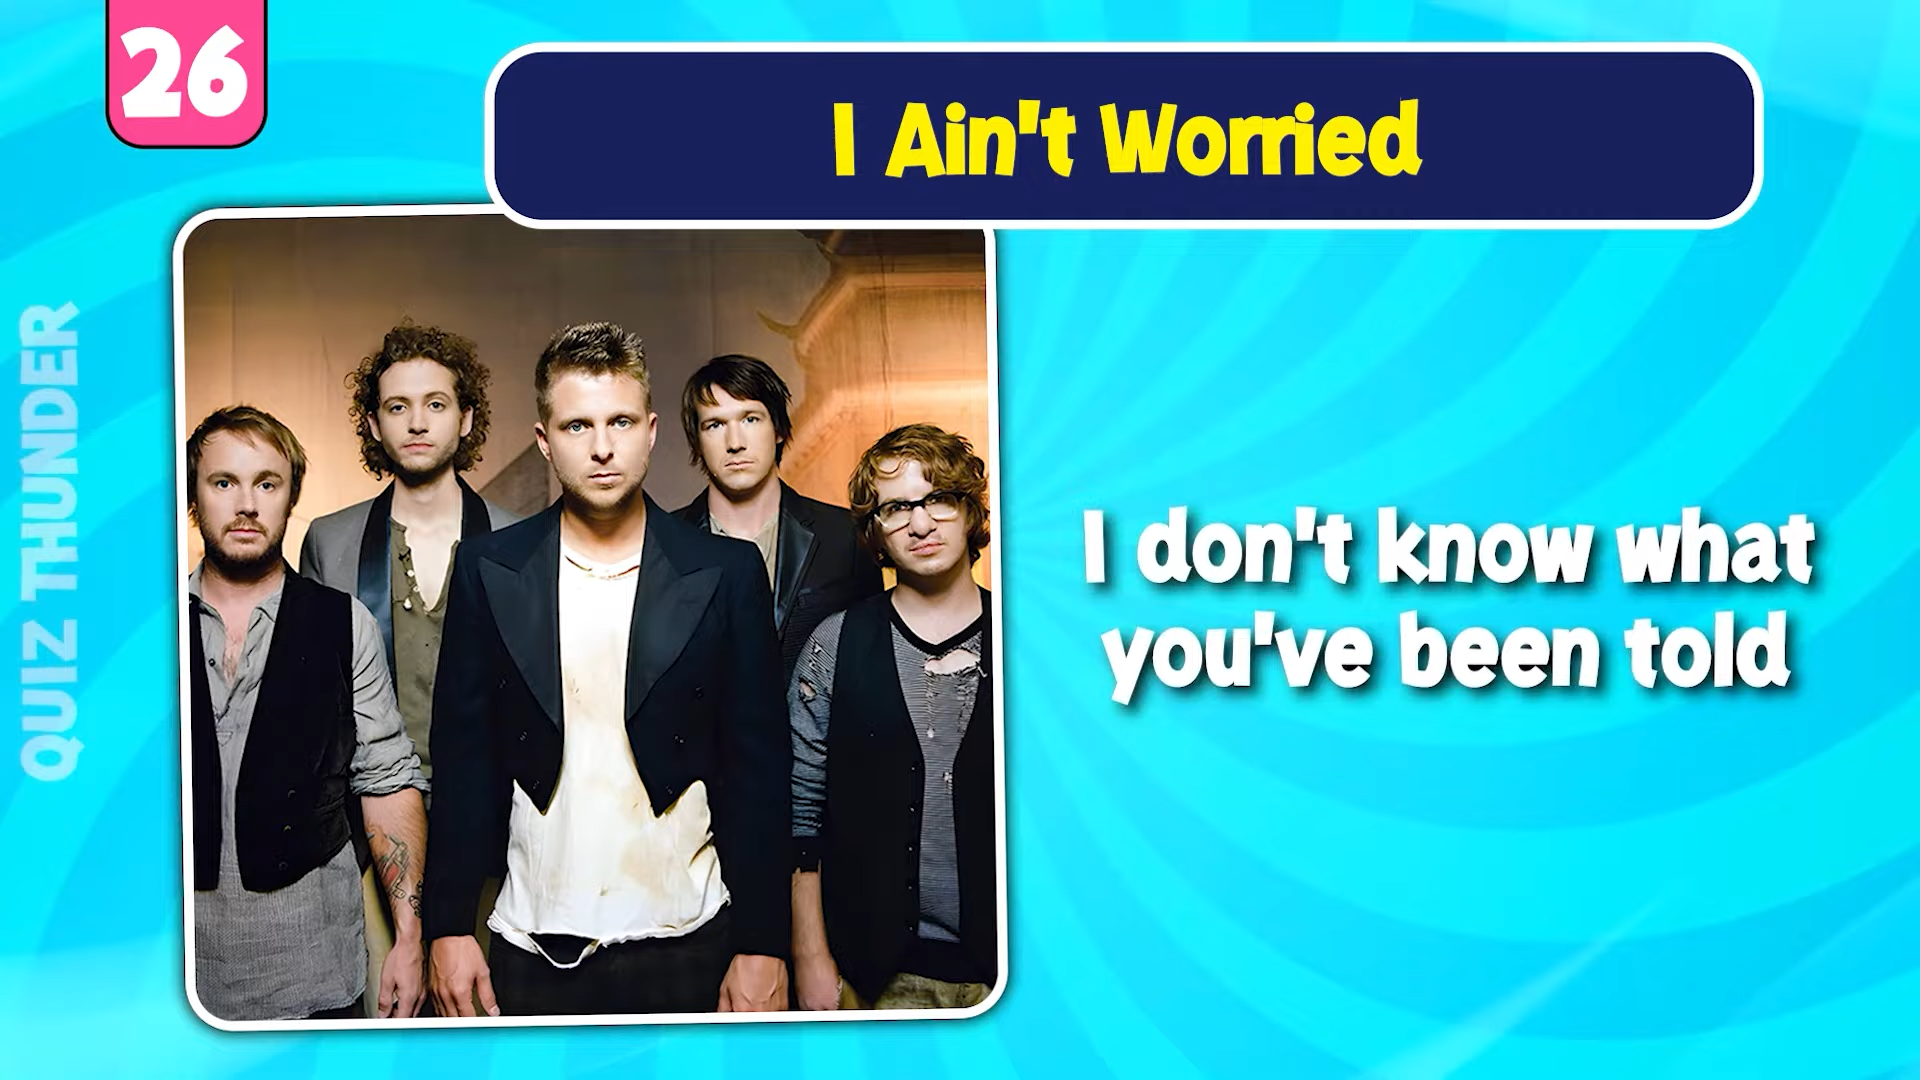 26
I Ain't Worried
QUIZ THUNDER
I don't know what
you've been told